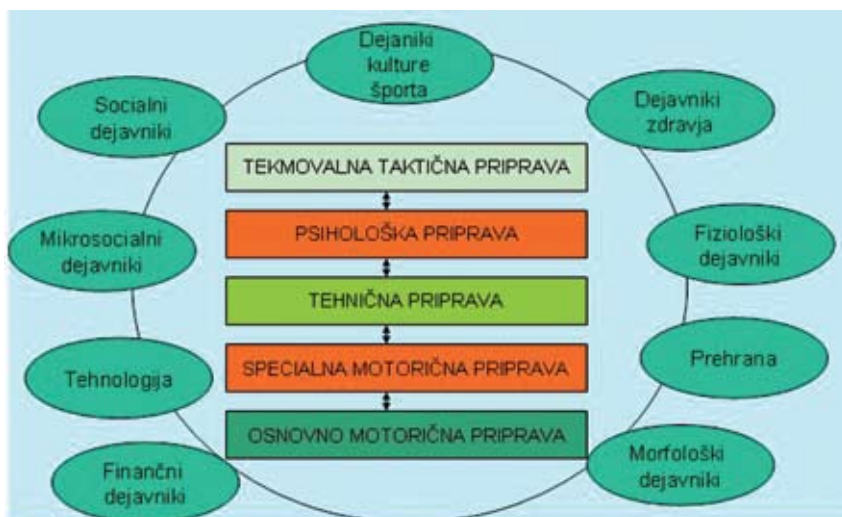 Dejaniki
kulture
športa
Socialni
dejavniki
Dejavniki
zdravja
TEKMOVALNA TAKTIČNA PRIPRAVA
Mikrosocialni
dejavniki
PSIHOLOŠKA PRIPRAVA
Fiziološki
dejavniki
TEHNIČNA PRIPRAVA
Tehnologija
SPECIALNA MOTORIČNA PRIPRAVA
Prehrana
OSNOVNO MOTORIČNA PRIPRAVA
Finančni
dejavniki
Morfološki
dejavniki